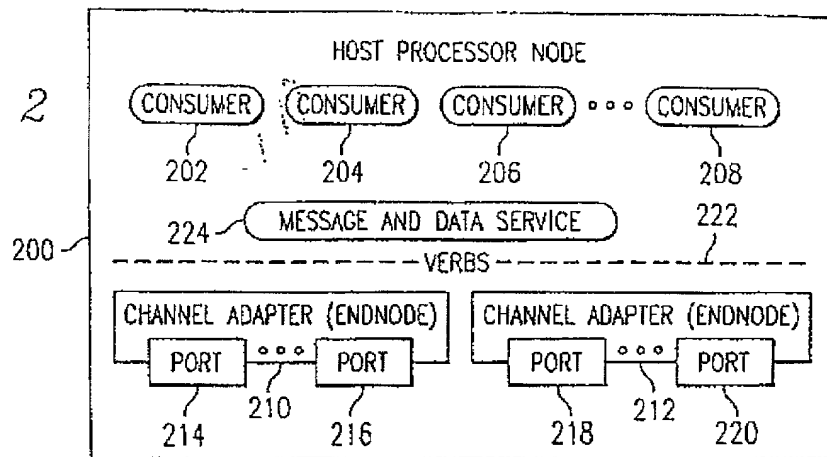 HOST PROCESSOR NODE
2
CONSUMER CONSUMER CONSUMER CONSUMER
202 204 206 208
MESSAGE AND DATA SERVICE
224 222
200
VERBS
CHANNEL ADAPTER (ENDNODE) CHANNEL ADAPTER (ENDNODE)
PORT PORT PORT PORT
210 212
214 216 218 220